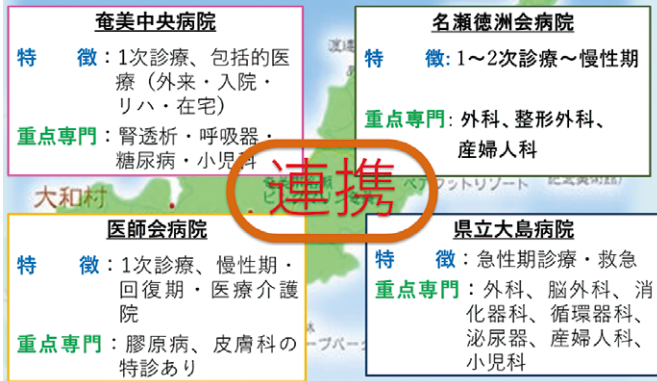 奄美中央病院
特　徴：1次診療、包括的医
療（外来・入院・
リハ・在宅）
重点専門：腎透析・呼吸器・
糖尿病・小児科
名瀬徳洲会病院
特　徴：1～2次診療～慢性期
重点専門：外科、整形外科、
産婦人科
連携
大和村
医師会病院
特　徴：1次診療、慢性期・
回復期・医療介護
院
重点専門：膠原病、皮膚科の
特診あり
県立大島病院
特　徴：急性期診療・救急
重点専門：外科、脳外科、消
化器科、循環器科、
泌尿器、産婦人科、
小児科